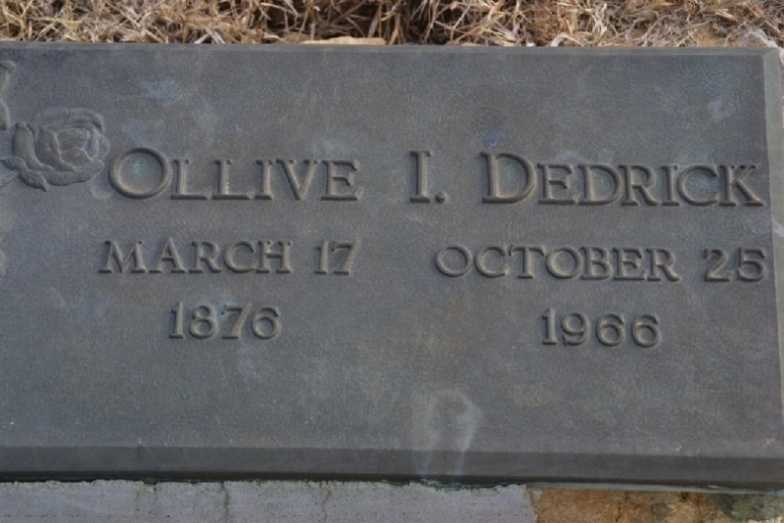 OLLIVE I. DEDRICK
MARCH 17 OCTOBER 25
1876 1966